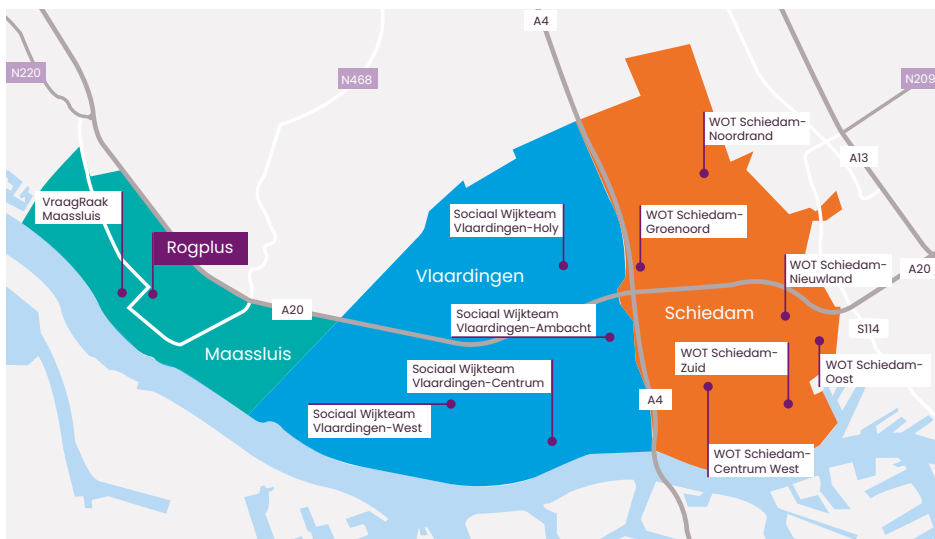 A4
N220
N468
N209
WOT Schiedam-
Noordrand
A13
VraagRaak
Maassluis
Sociaal Wijkteam
Vlaardingen-Holy
WOT Schiedam-
Groenoord
Rogplus
Vlaardingen
WOT Schiedam-
Nieuwland
A20
A20
Sociaal Wijkteam
Vlaardingen-Ambacht
Schiedam
S114
Maassluis
WOT Schiedam-
Zuid
WOT Schiedam-
Oost
Sociaal Wijkteam
Vlaardingen-Centrum
A4
Sociaal Wijkteam
Vlaardingen-West
WOT Schiedam-
Centrum West